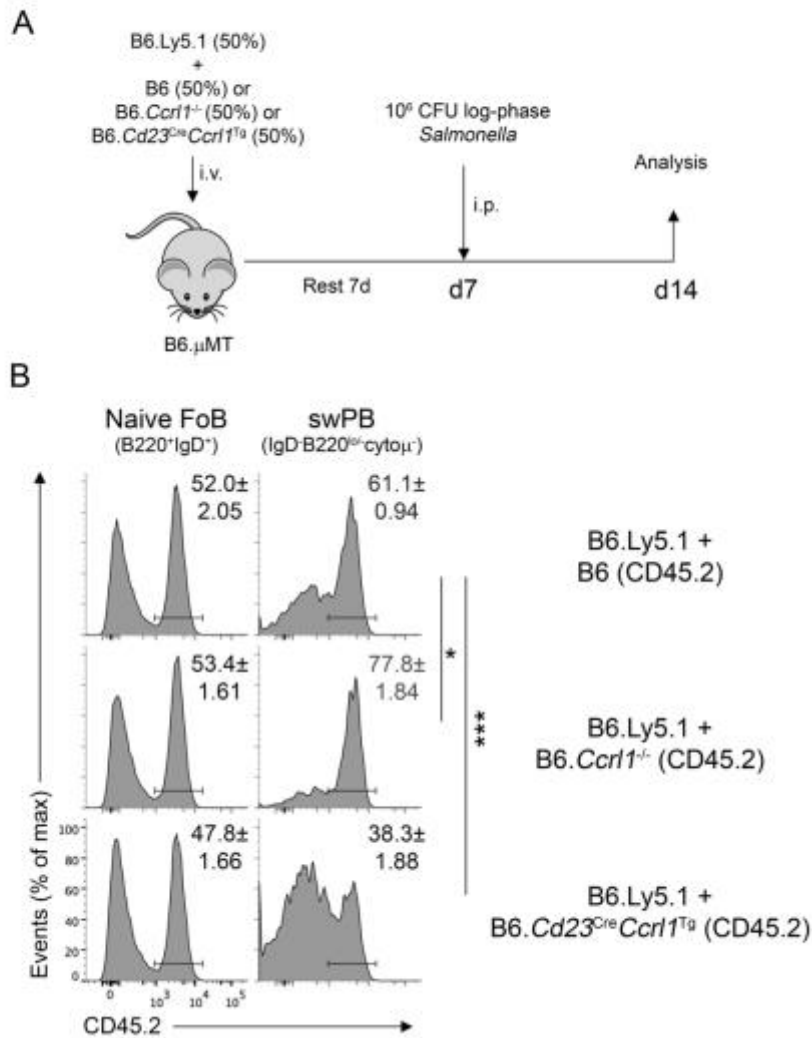 A
B6.Ly5.1 (50%)
+
B6 (50%) or
B6.Ccrl1-/- (50%) or
B6.Cd23CreCcrl1Tg (50%)
i.v.
10⁶ CFU log-phase
Salmonella
i.p.
Analysis
Rest 7d
d7
d14
B6.μMT
B
Naive FoB
(B220⁺IgD⁺)
swPB
(IgD⁻B220lo/-cytoμ⁻)
52.0±
2.05
61.1±
0.94
B6.Ly5.1 +
B6 (CD45.2)
53.4±
1.61
77.8±
1.84
*
***
B6.Ly5.1 +
B6.Ccrl1-/- (CD45.2)
47.8±
1.66
38.3±
1.88
B6.Ly5.1 +
B6.Cd23CreCcrl1Tg (CD45.2)
Events (% of max)
100
80
60
40
20
0
0 10³ 10⁴ 10⁵
CD45.2